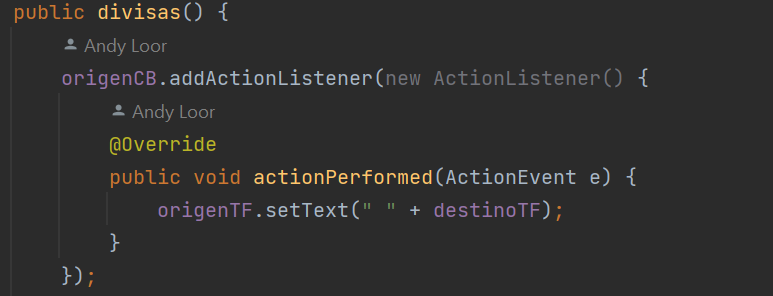 public divisas() {
Andy Loor
origenCB.addActionListener(new ActionListener() {
Andy Loor
@Override
public void actionPerformed(ActionEvent e) {
origenTF.setText(" " + destinoTF);
}
});